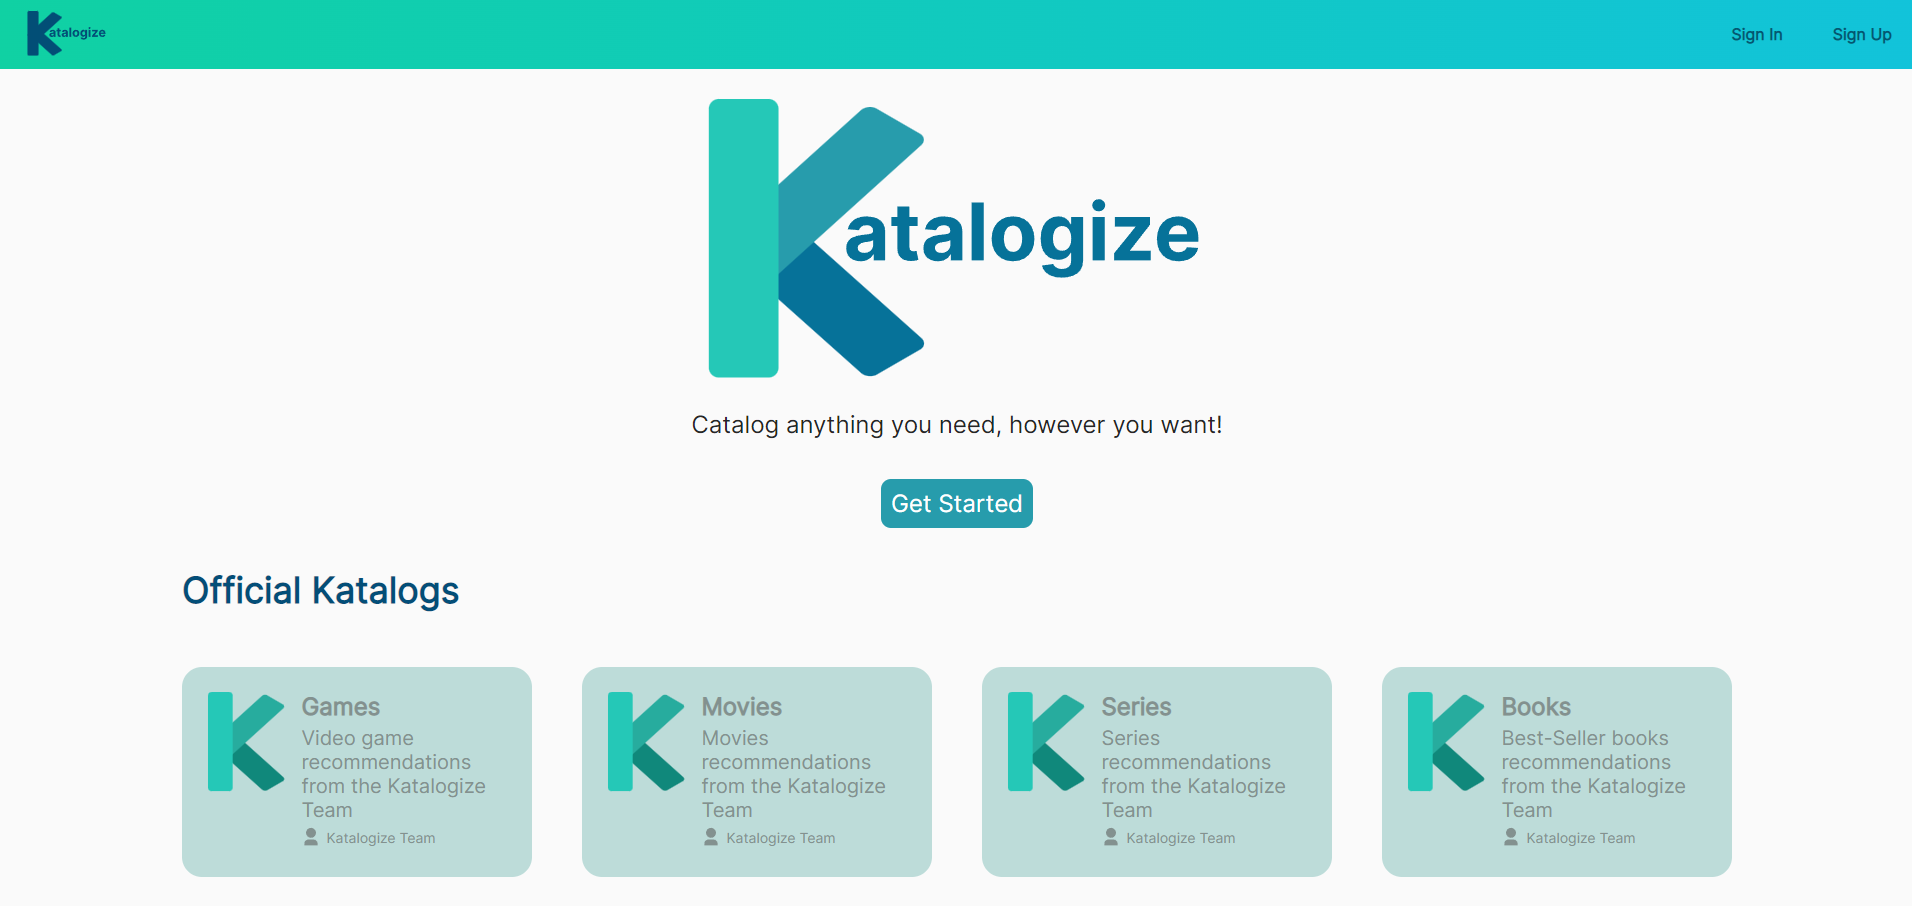 Katalogize
Sign In
Sign Up
Katalogize
Catalog anything you need, however you want!
Get Started
Official Katalogs
Games
Video game
recommendations
from the Katalogize
Team
Katalogize Team
Movies
Movies
recommendations
from the Katalogize
Team
Katalogize Team
Series
Series
recommendations
from the Katalogize
Team
Katalogize Team
Books
Best-Seller books
recommendations
from the Katalogize
Team
Katalogize Team